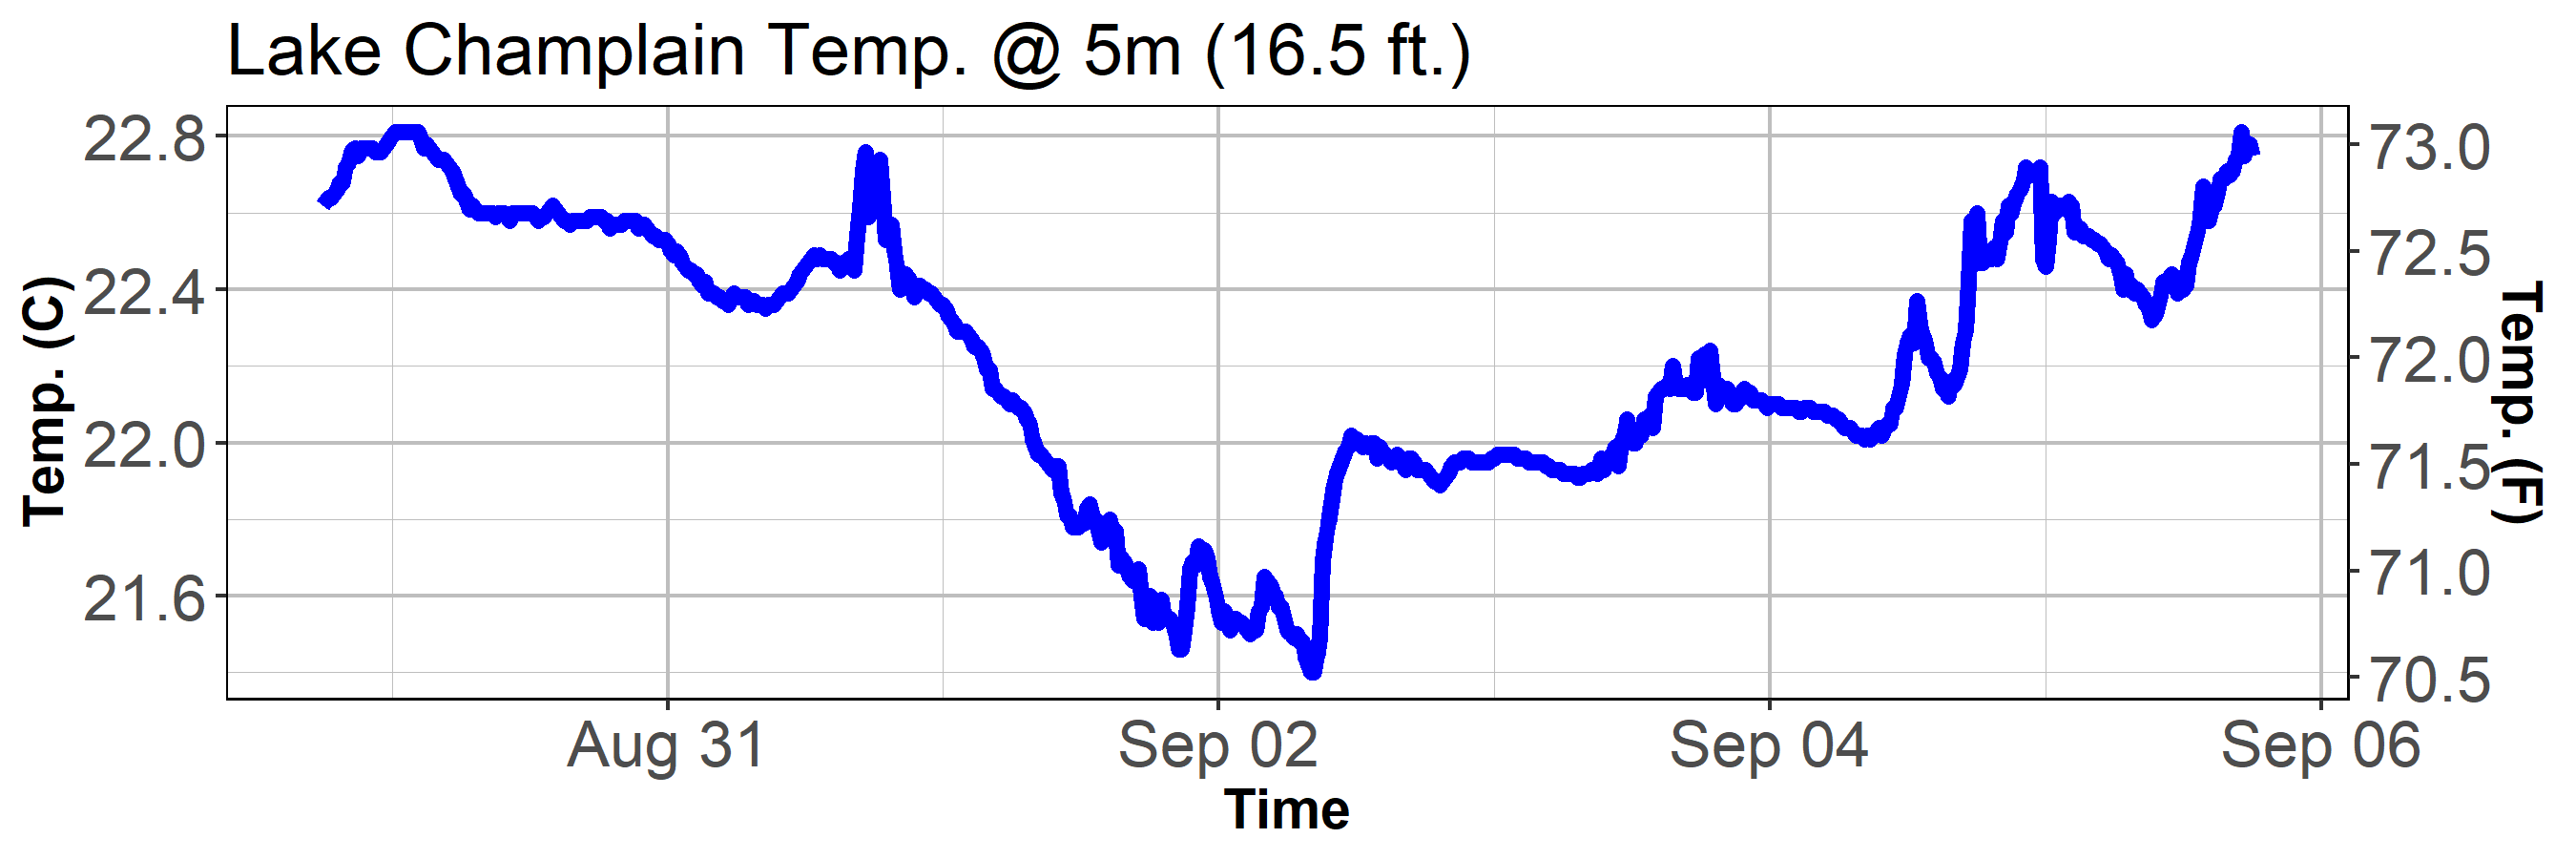 Lake Champlain Temp. @ 5m (16.5 ft.)
Temp. (C)
22.8
22.4
22.0
21.6
73.0
72.5
72.0
71.5
71.0
70.5
Temp. (F)
Aug 31
Sep 02
Sep 04
Sep 06
Time